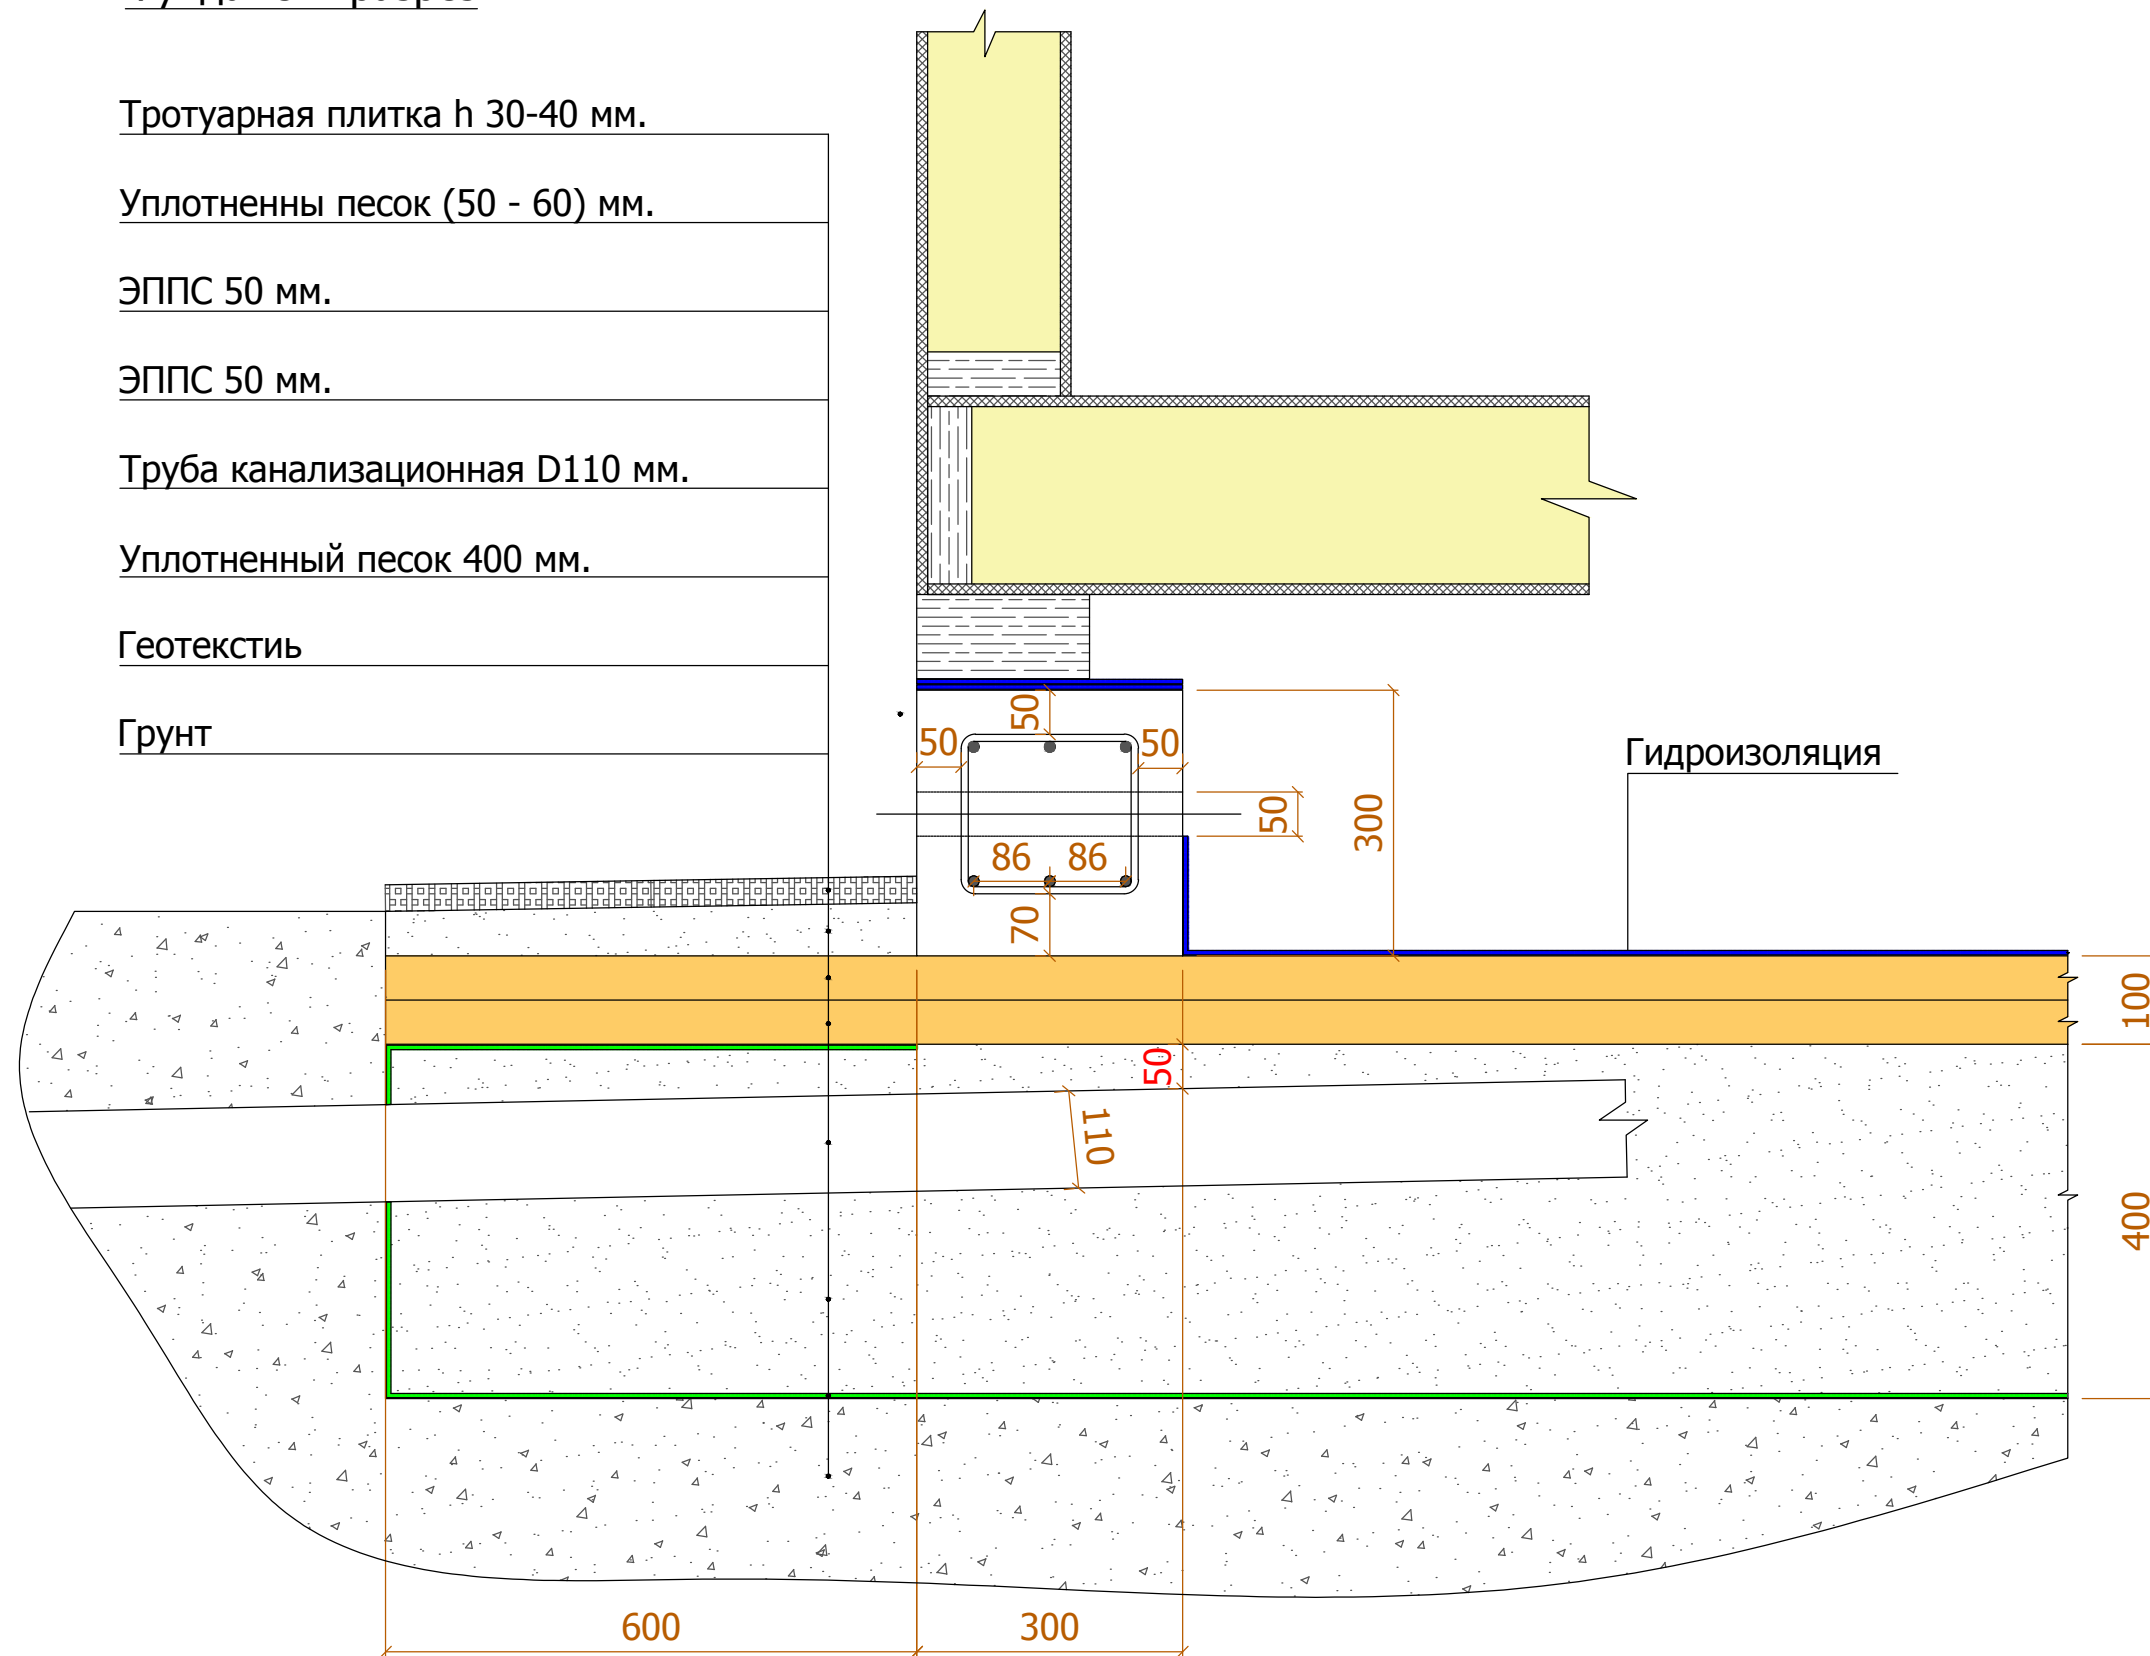 Тротуарная плитка h 30-40 мм.
Уплотненны песок (50 - 60) мм.
ЭППС 50 мм.
ЭППС 50 мм.
Труба канализационная D110 мм.
Уплотненный песок 400 мм.
Геотекстиь
Грунт
Гидроизоляция
50
50
50
50
300
86
86
70
100
50
110
400
600
300